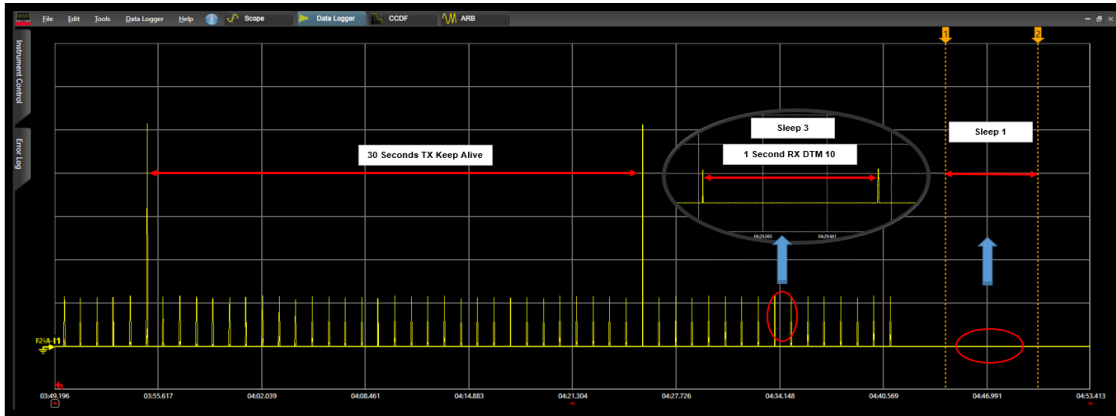 File Edit Tools Data Logger Help Scope Data Logger CCDF ARB
Instrument Control
Error Log
1 2
Sleep 3
Sleep 1
30 Seconds TX Keep Alive
1 Second RX DTM 10
03:49.196 03:55.617 04:02.039 04:08.461 04:14.883 04:21.304 04:27.726 04:34.148 04:40.569 04:46.991 04:53.413